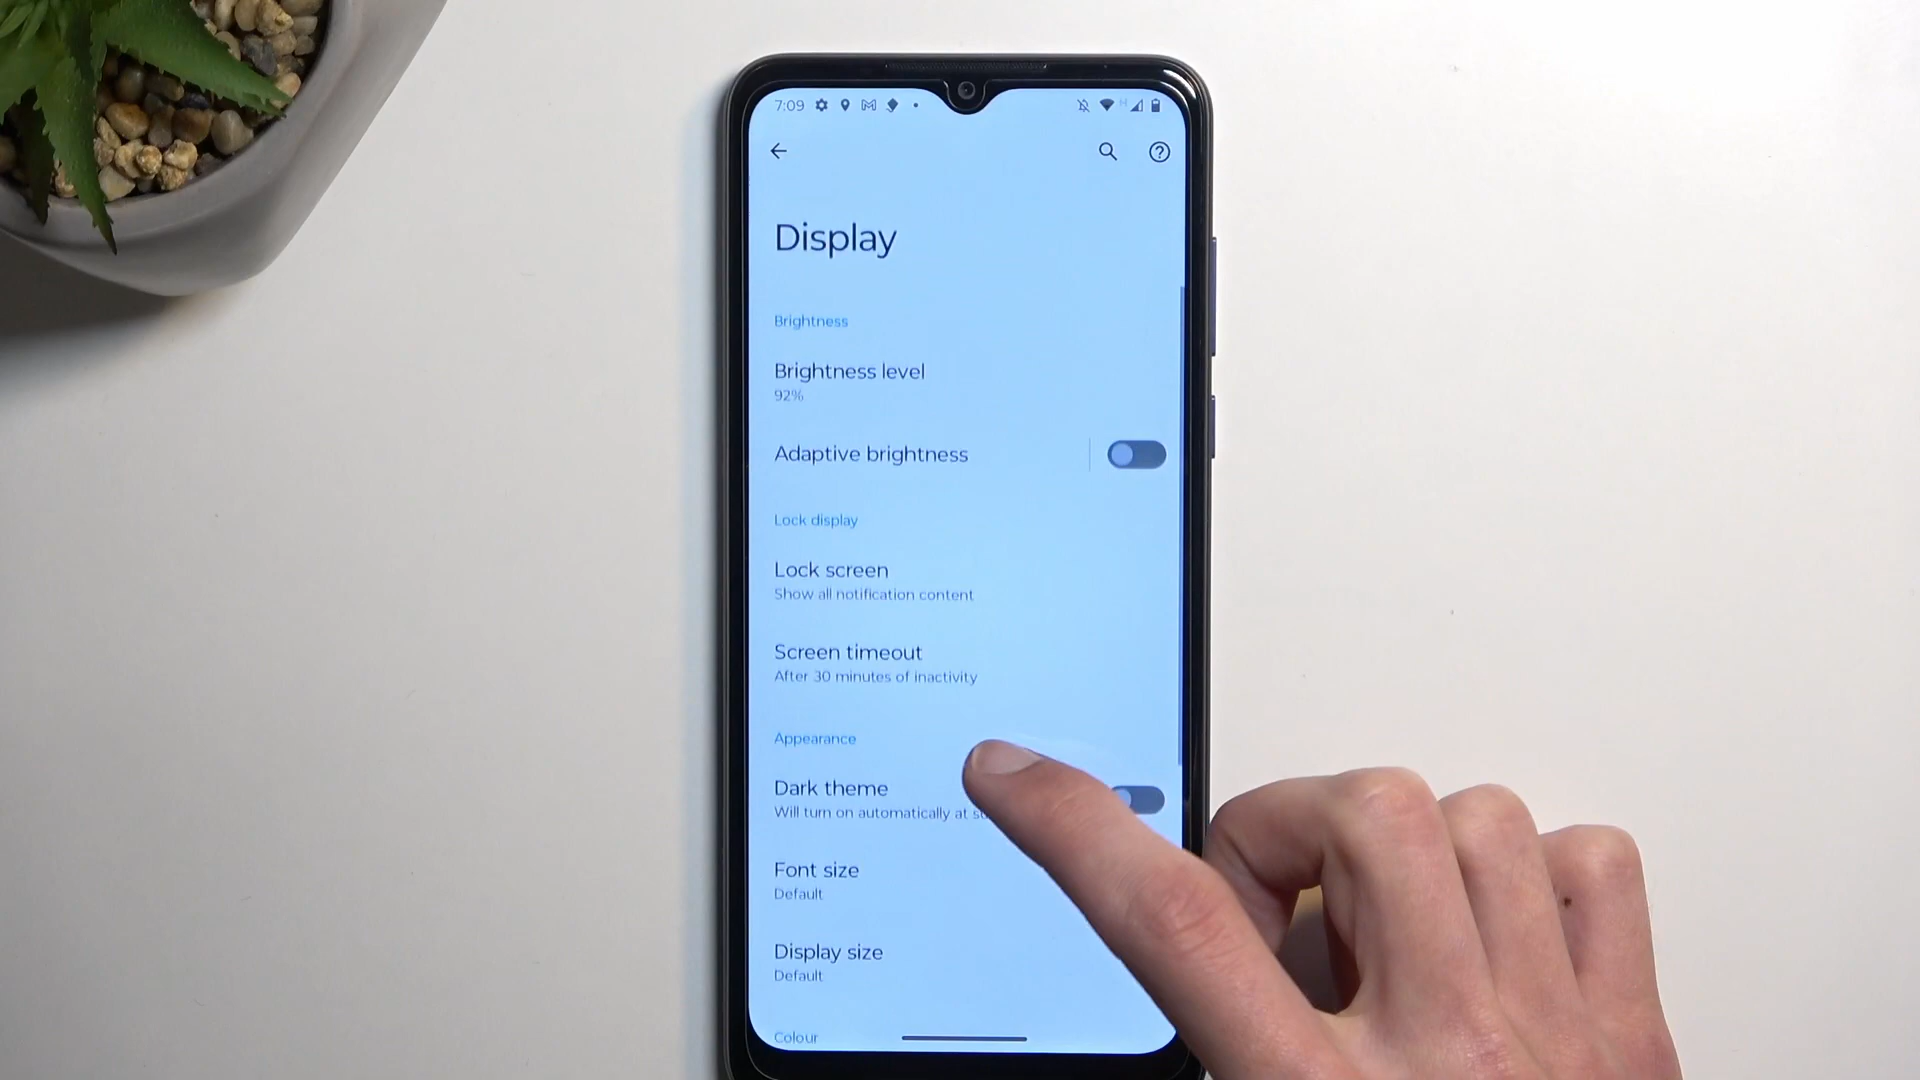 7:09
Display
Brightness
Brightness level
92%
Adaptive brightness
Lock display
Lock screen
Show all notification content
Screen timeout
After 30 minutes of inactivity
Appearance
Dark theme
Will turn on automatically at
Font size
Default
Display size
Default
Colour